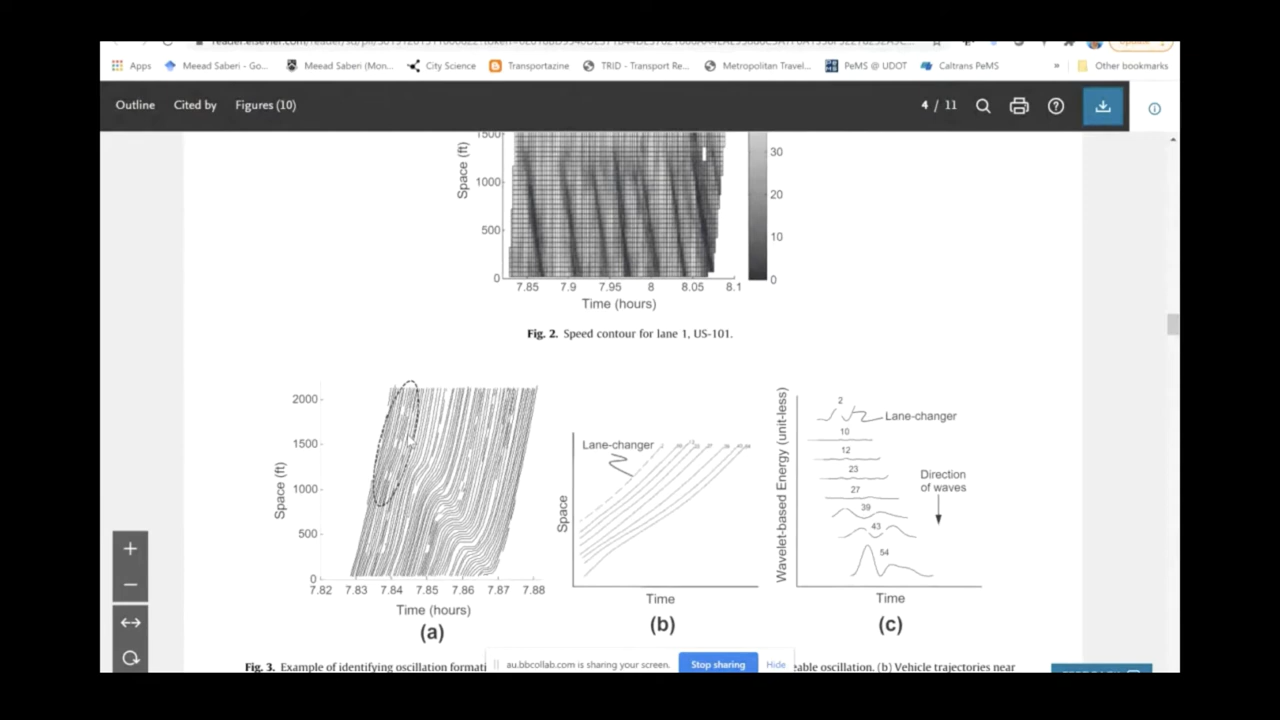 Apps Meead Saberi - Go... Meead Saberi (Mon... City Science Transportazine TRID - Transport Re... Metropolitan Travel... PeMS @ UDOT Caltrans PeMS » Other bookmarks
Outline Cited by Figures (10) 4 / 11
1500
1000
500
0
Space (ft)
7.85 7.9 7.95 8 8.05 8.1
Time (hours)
30
20
10
0
Fig. 2. Speed contour for lane 1, US-101.
2000
1500
1000
500
0
Space (ft)
7.82 7.83 7.84 7.85 7.86 7.87 7.88
Time (hours)
(a)
Lane-changer
Space
Time
(b)
Wavelet-based Energy (unit-less)
2
Lane-changer
10
12
23
27
39
43
54
Direction
of waves
Time
(c)
au.bbcollab.com is sharing your screen. Stop sharing Hide
Fig. 3. Example of identifying oscillation formati eable oscillation. (b) Vehicle trajectories near